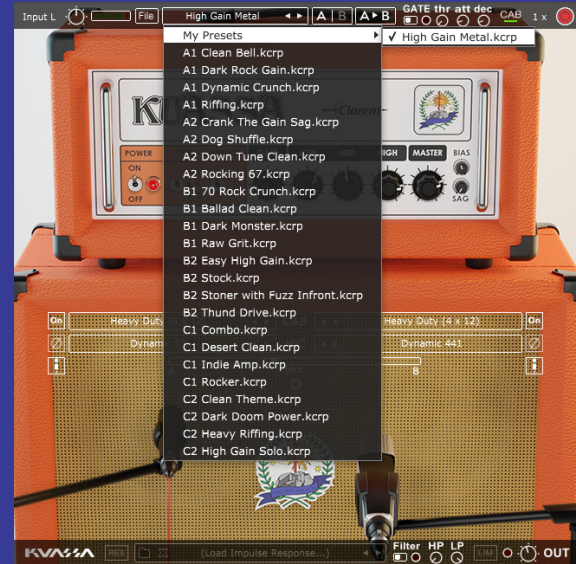 Input L File High Gain Metal A | B A ▸ B GATE thr att dec CAB 1 x
My Presets
✓ High Gain Metal.kcrp
A1 Clean Bell.kcrp
A1 Dark Rock Gain.kcrp
A1 Dynamic Crunch.kcrp
A1 Riffing.kcrp
A2 Crank The Gain Sag.kcrp
A2 Dog Shuffle.kcrp
A2 Down Tune Clean.kcrp
A2 Rocking 67.kcrp
B1 70 Rock Crunch.kcrp
B1 Ballad Clean.kcrp
B1 Dark Monster.kcrp
B1 Raw Grit.kcrp
B2 Easy High Gain.kcrp
B2 Stock.kcrp
B2 Stoner with Fuzz Infront.kcrp
B2 Thund Drive.kcrp
C1 Combo.kcrp
C1 Desert Clean.kcrp
C1 Indie Amp.kcrp
C1 Rocker.kcrp
C2 Clean Theme.kcrp
C2 Dark Doom Power.kcrp
C2 Heavy Riffing.kcrp
C2 High Gain Solo.kcrp
Clarent
POWER MID HIGH MASTER BIAS
ON
OFF SAG
On Heavy Duty (4 CAB Heavy Duty (4 x 12) On
Ø Dynam Dynamic 441 Ø
A B
KVASSA RES (Load Impulse Response...) Filter HP LP LIM OUT